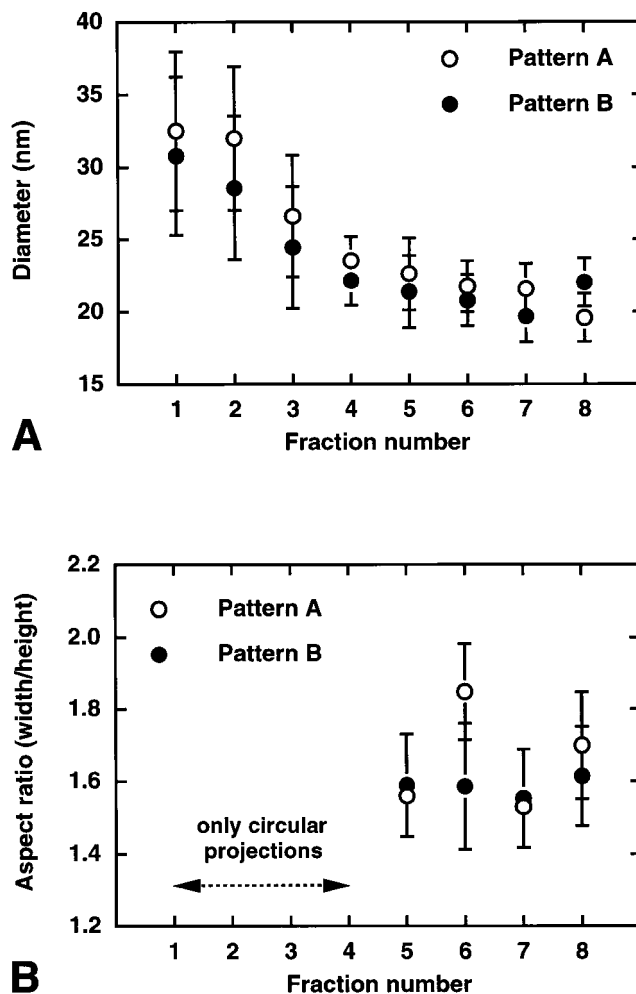 40
35
30
25
20
15
Diameter (nm)
Pattern A
Pattern B
1 2 3 4 5 6 7 8
Fraction number
A
2.2
2.0
1.8
1.6
1.4
1.2
Aspect ratio (width/height)
Pattern A
Pattern B
only circular
projections
1 2 3 4 5 6 7 8
Fraction number
B